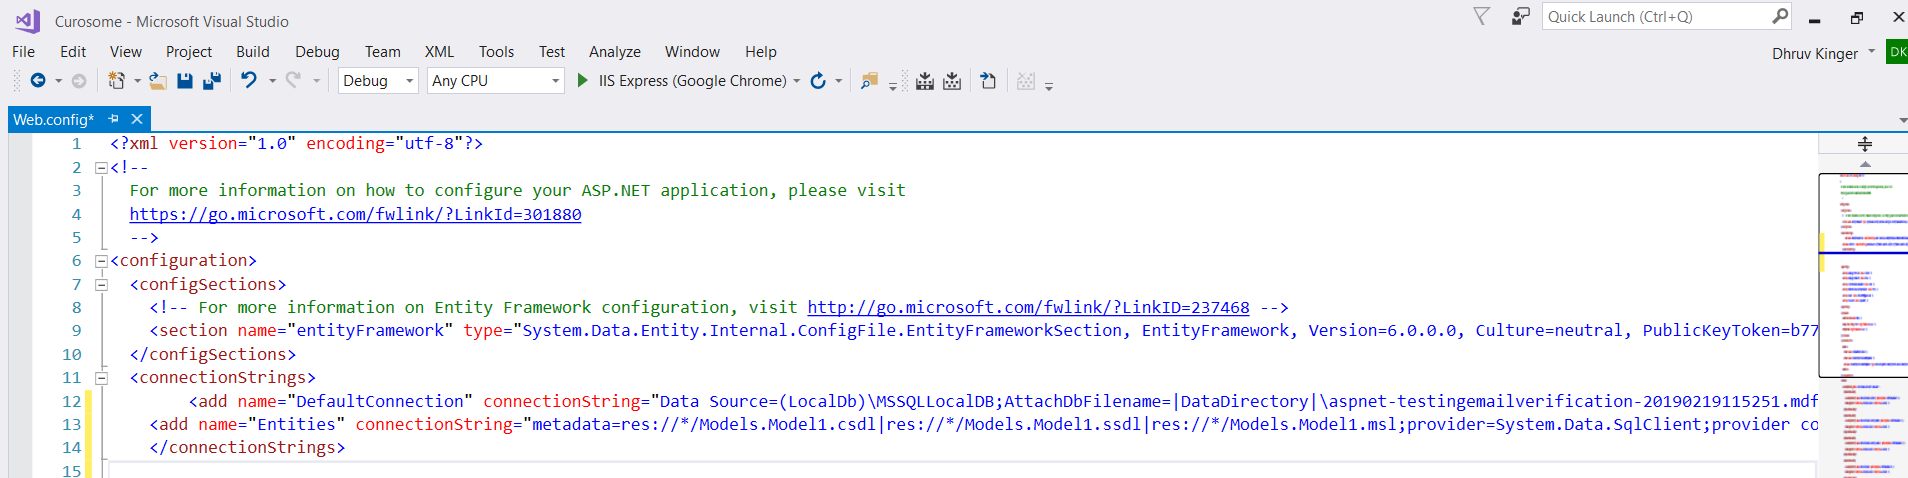 Curosome - Microsoft Visual Studio
Quick Launch (Ctrl+Q)
File Edit View Project Build Debug Team XML Tools Test Analyze Window Help
Dhruv Kinger DK
Debug Any CPU IIS Express (Google Chrome)
Web.config*
1 <?xml version="1.0" encoding="utf-8"?>
2 <!--
3 For more information on how to configure your ASP.NET application, please visit
4 https://go.microsoft.com/fwlink/?LinkId=301880
5 -->
6 <configuration>
7 <configSections>
8 <!-- For more information on Entity Framework configuration, visit http://go.microsoft.com/fwlink/?LinkID=237468 -->
9 <section name="entityFramework" type="System.Data.Entity.Internal.ConfigFile.EntityFrameworkSection, EntityFramework, Version=6.0.0.0, Culture=neutral, PublicKeyToken=b77
10 </configSections>
11 <connectionStrings>
12 <add name="DefaultConnection" connectionString="Data Source=(LocalDb)\MSSQLLocalDB;AttachDbFilename=|DataDirectory|\aspnet-testingemailverification-20190219115251.mdf
13 <add name="Entities" connectionString="metadata=res://*/Models.Model1.csdl|res://*/Models.Model1.ssdl|res://*/Models.Model1.msl;provider=System.Data.SqlClient;provider co
14 </connectionStrings>
15